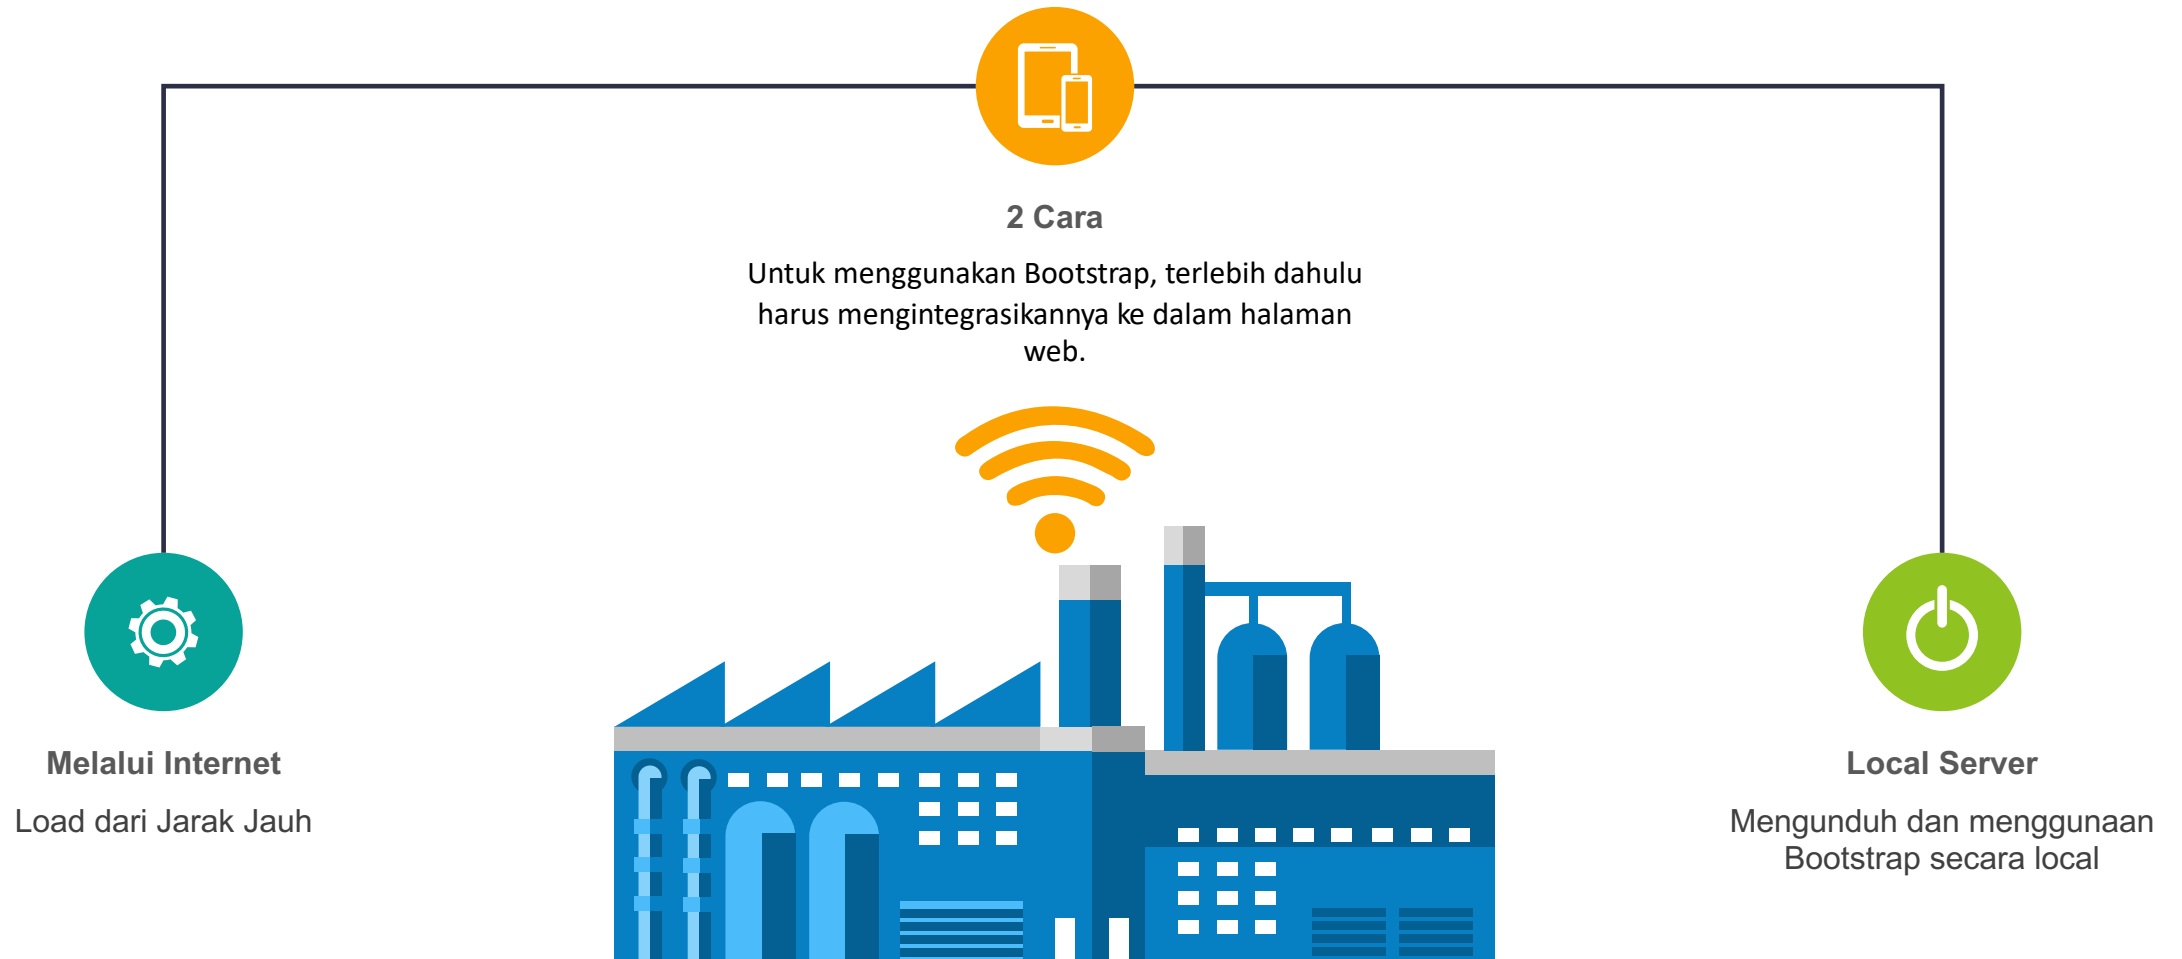 2 Cara
Untuk menggunakan Bootstrap, terlebih dahulu
harus mengintegrasikannya ke dalam halaman
web.
Melalui Internet
Load dari Jarak Jauh
Local Server
Mengunduh dan menggunaan
Bootstrap secara local